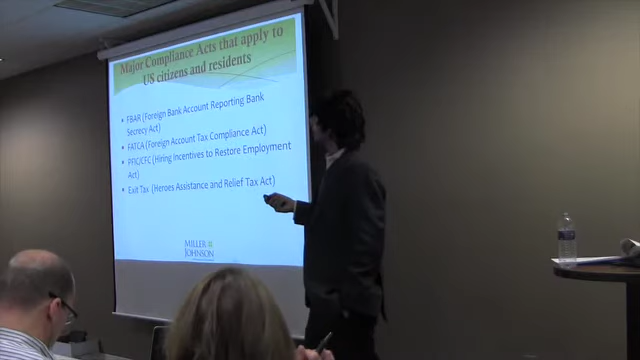 Major Compliance Acts that apply to
US citizens and residents
• FBAR (Foreign Bank Account Reporting Bank
Secrecy Act)
• FATCA (Foreign Account Tax Compliance Act)
• PFIC/CFC (Hiring Incentives to Restore Employment
Act)
• Exit Tax (Heroes Assistance and Relief Tax Act)
MILLER
JOHNSON